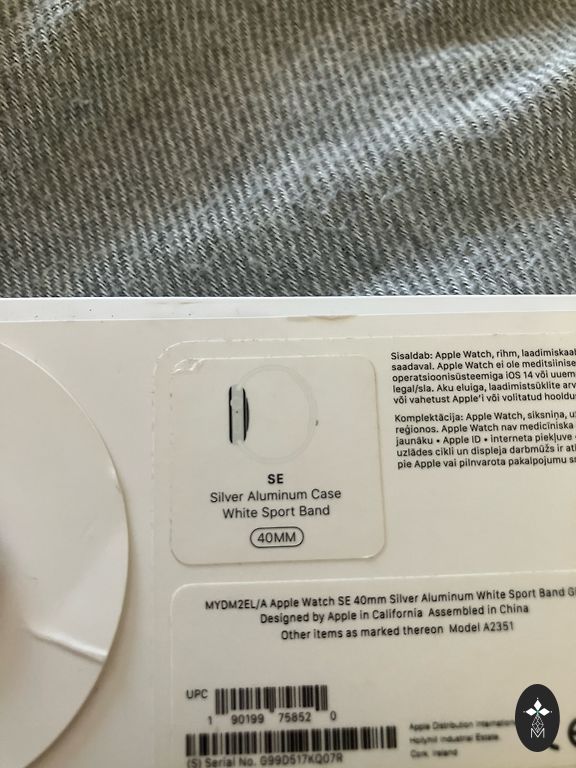 SE
Silver Aluminum Case
White Sport Band
40MM
Sisaldab: Apple Watch, rihm, laadimiskaa
saadaval. Apple Watch ei ole meditsiinise
operatsioonisüsteemiga iOS 14 või uuem
legal/sla. Aku eluiga, laadimistsüklite arv
või vahetust Apple'i või volitatud hooldus
Komplektācija: Apple Watch, siksniņa, uz
reģionos. Apple Watch nav medicīniska
jaunāku • Apple ID • interneta piekļuve •
uzlādes cikli un displeja darbmūžs ir at
pie Apple vai pilnvarota pakalpojumu s
MYDM2EL/A Apple Watch SE 40mm Silver Aluminum White Sport Band G
Designed by Apple in California Assembled in China
Other items as marked thereon Model A2351
UPC
1 90199 75852 0
(S) Serial No. G99D517KQ07R
Apple Distribution Internation
Hollyhill Industrial Estate,
Cork, Ireland
M